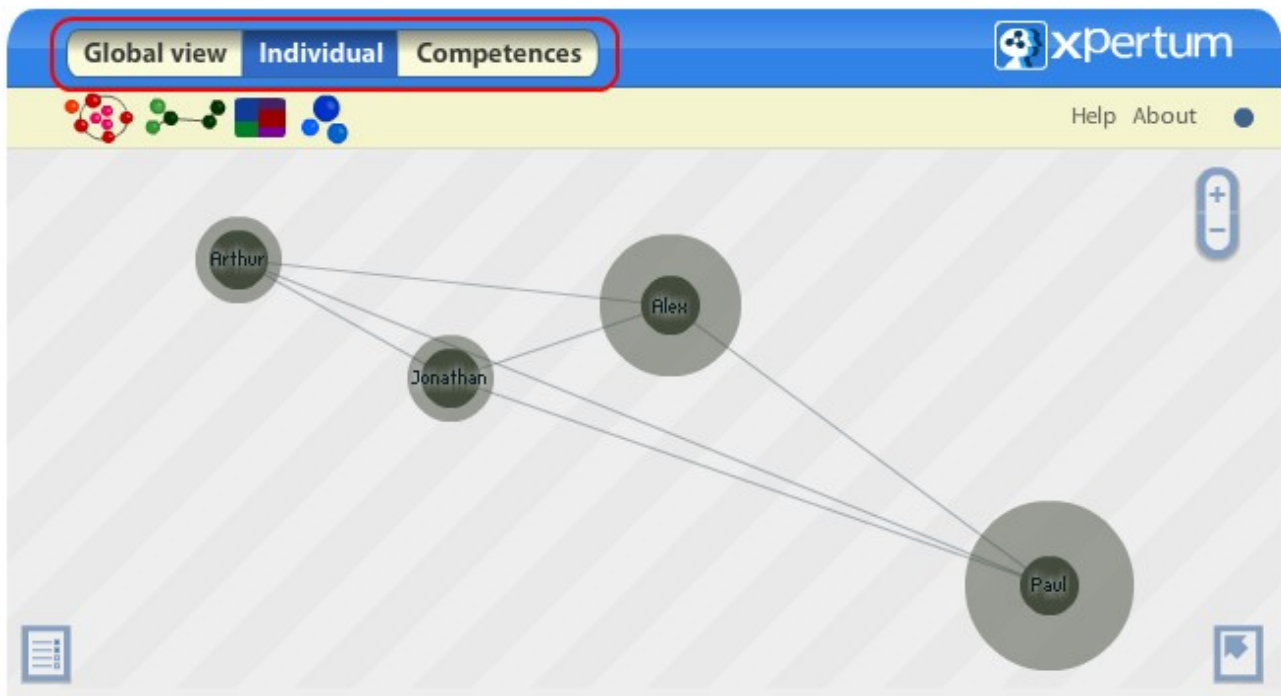 Global view Individual Competences
xpertum
Help About
+
Arthur
Alex
−
Jonathan
Paul